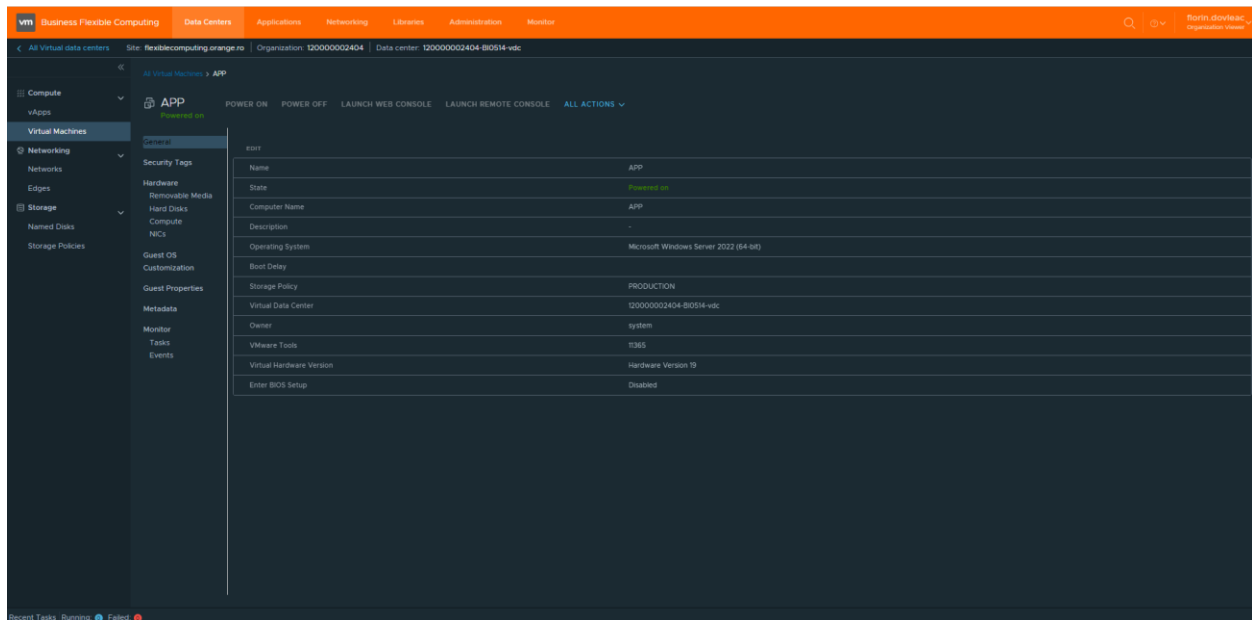 vm Business Flexible Computing Data Centers Applications Networking Libraries Administration Monitor florin.dovleac
Organization Viewer
All Virtual data centers Site: flexiblecomputing.orange.ro Organization: 120000002404 Data center: 120000002404-BI0514-vdc
All Virtual Machines > APP
Compute
vApps
Virtual Machines
Networking
Networks
Edges
Storage
Named Disks
Storage Policies
APP
Powered on
POWER ON POWER OFF LAUNCH WEB CONSOLE LAUNCH REMOTE CONSOLE ALL ACTIONS
General
Security Tags
Hardware
Removable Media
Hard Disks
Compute
NICs
Guest OS
Customization
Guest Properties
Metadata
Monitor
Tasks
Events
EDIT
Name APP
State Powered on
Computer Name APP
Description -
Operating System Microsoft Windows Server 2022 (64-bit)
Boot Delay
Storage Policy PRODUCTION
Virtual Data Center 120000002404-BI0514-vdc
Owner system
VMware Tools 11365
Virtual Hardware Version Hardware Version 19
Enter BIOS Setup Disabled
Recent Tasks Running: 0 Failed: 0